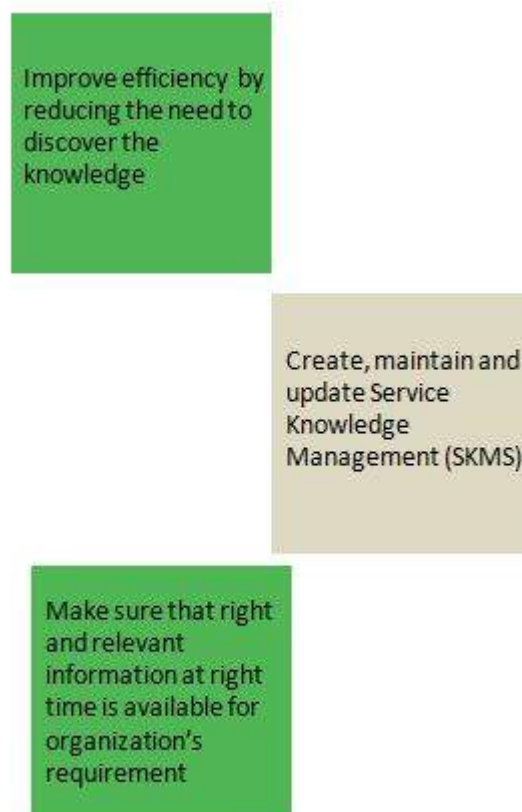 Improve efficiency by
reducing the need to
discover the
knowledge
Create, maintain and
update Service
Knowledge
Management (SKMS)
Make sure that right
and relevant
information at right
time is available for
organization's
requirement